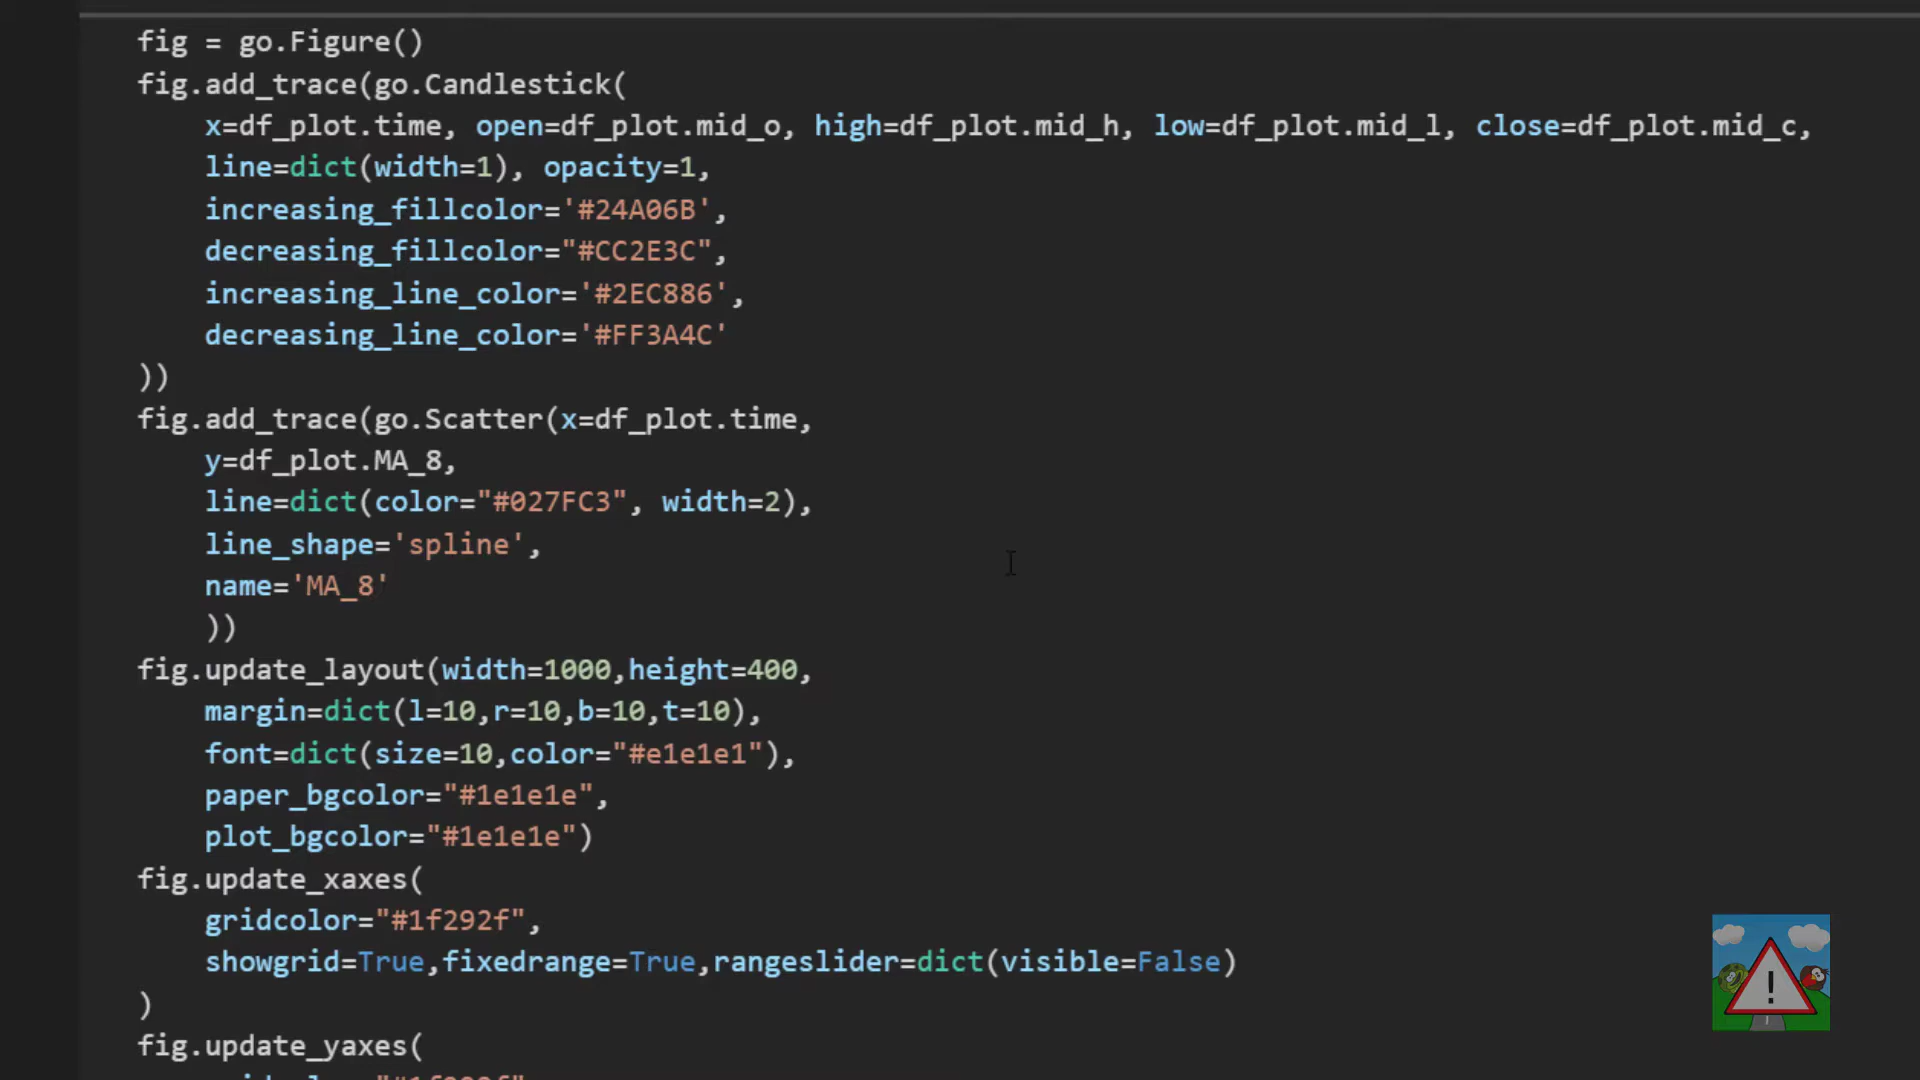 fig = go.Figure()
fig.add_trace(go.Candlestick(
x=df_plot.time, open=df_plot.mid_o, high=df_plot.mid_h, low=df_plot.mid_l, close=df_plot.mid_c,
line=dict(width=1), opacity=1,
increasing_fillcolor='#24A06B',
decreasing_fillcolor="#CC2E3C",
increasing_line_color='#2EC886',
decreasing_line_color='#FF3A4C'
))
fig.add_trace(go.Scatter(x=df_plot.time,
y=df_plot.MA_8,
line=dict(color="#027FC3", width=2),
line_shape='spline',
name='MA_8'
))
fig.update_layout(width=1000,height=400,
margin=dict(l=10,r=10,b=10,t=10),
font=dict(size=10,color="#e1e1e1"),
paper_bgcolor="#1e1e1e",
plot_bgcolor="#1e1e1e")
fig.update_xaxes(
gridcolor="#1f292f",
showgrid=True,fixedrange=True,rangeslider=dict(visible=False)
)
fig.update_yaxes(